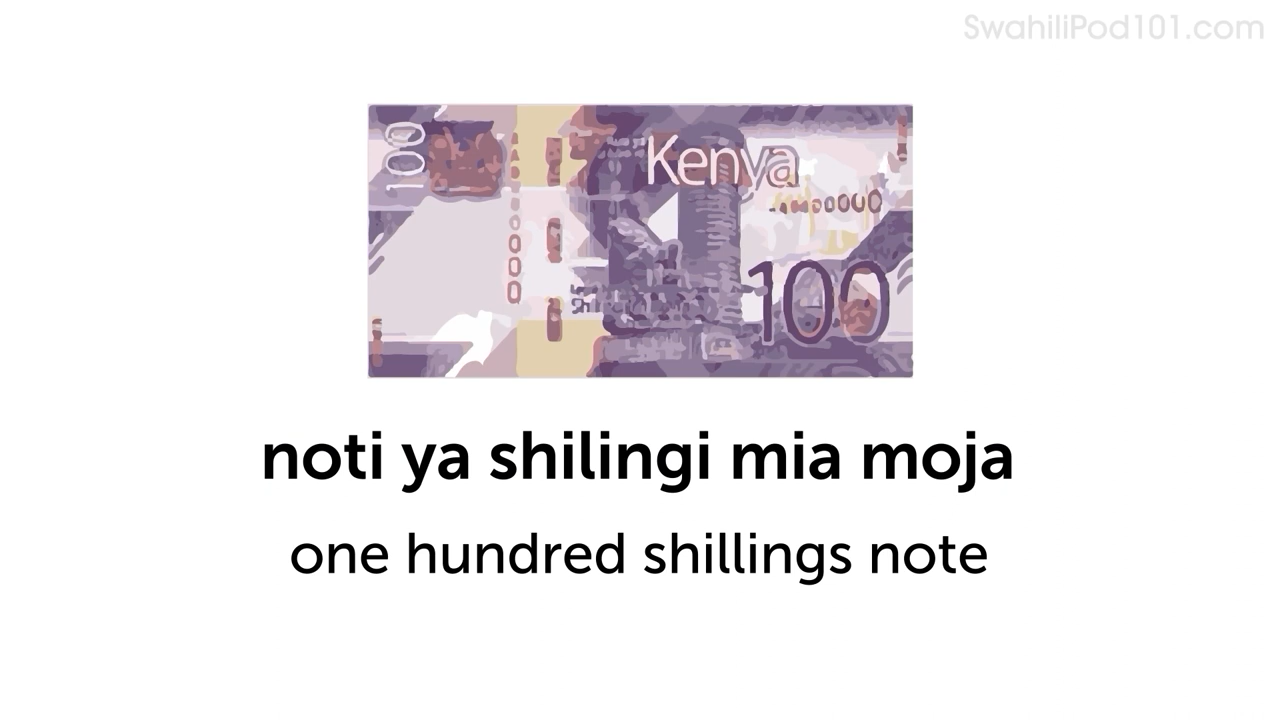 SwahiliPod101.com
100
Kenya
100
noti ya shilingi mia moja
one hundred shillings note